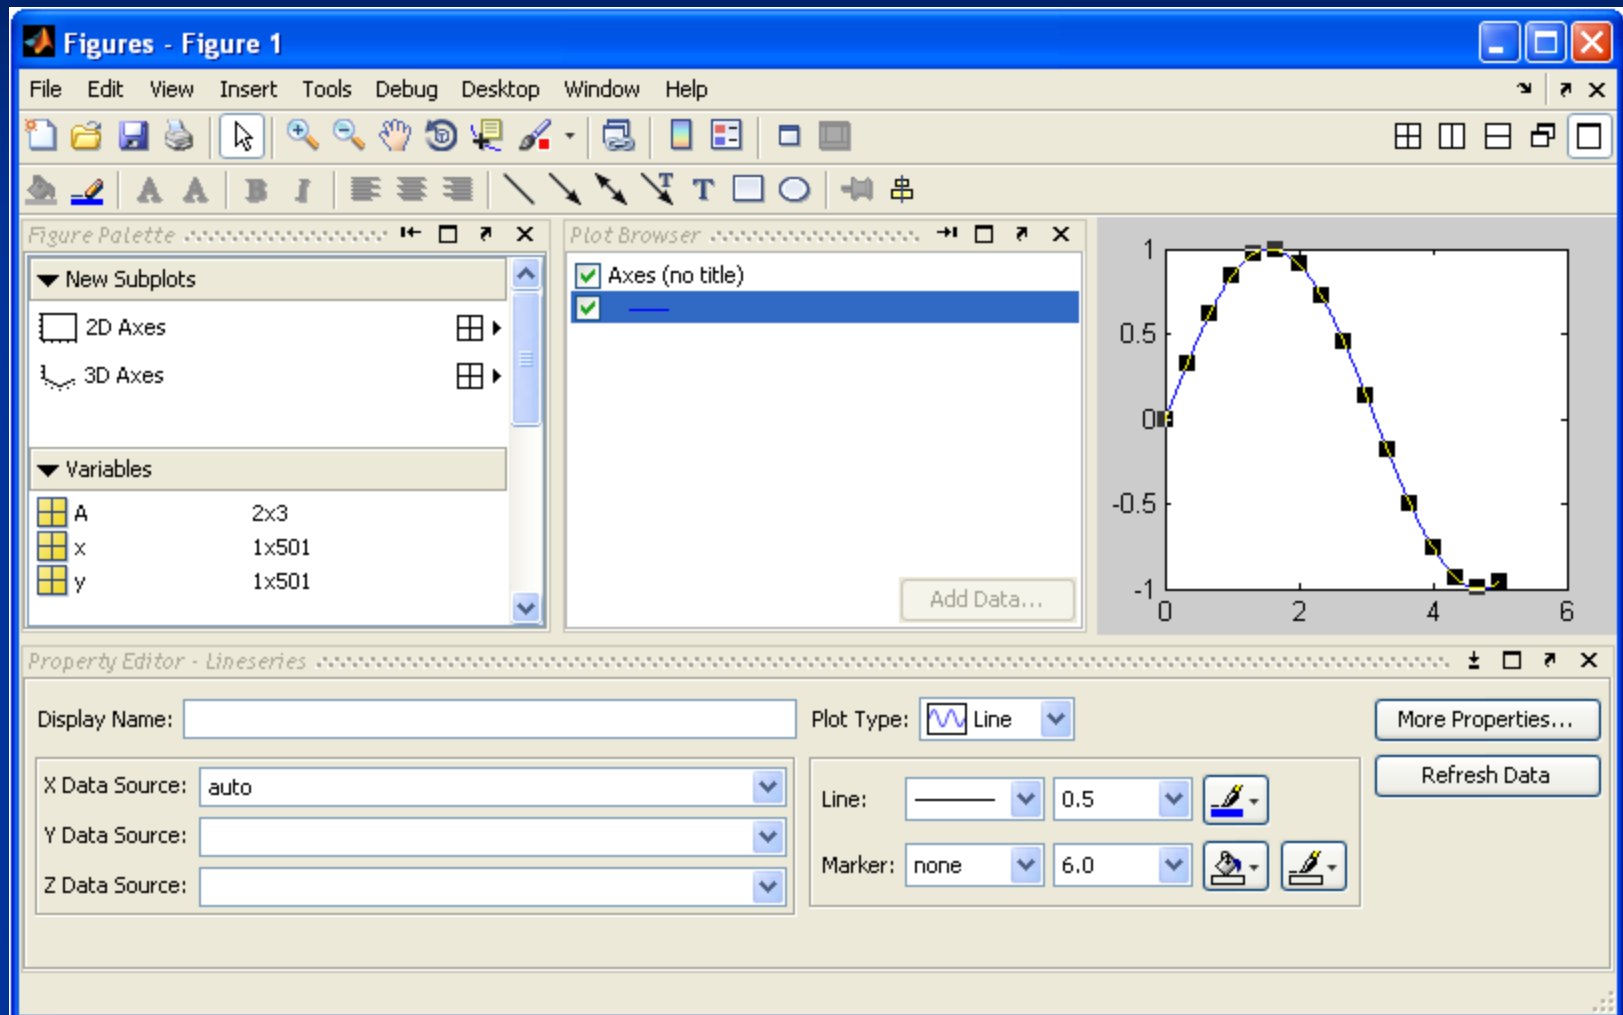 Figures - Figure 1
File Edit View Insert Tools Debug Desktop Window Help
A A B I T T
Figure Palette
New Subplots
2D Axes
3D Axes
Variables
A 2x3
x 1x501
y 1x501
Plot Browser
Axes (no title)
Add Data...
1
0.5
0
-0.5
-1
0 2 4 6
Property Editor - Lineseries
Display Name:
Plot Type: Line
More Properties...
X Data Source: auto
Y Data Source:
Z Data Source:
Line: 0.5
Marker: none 6.0
Refresh Data